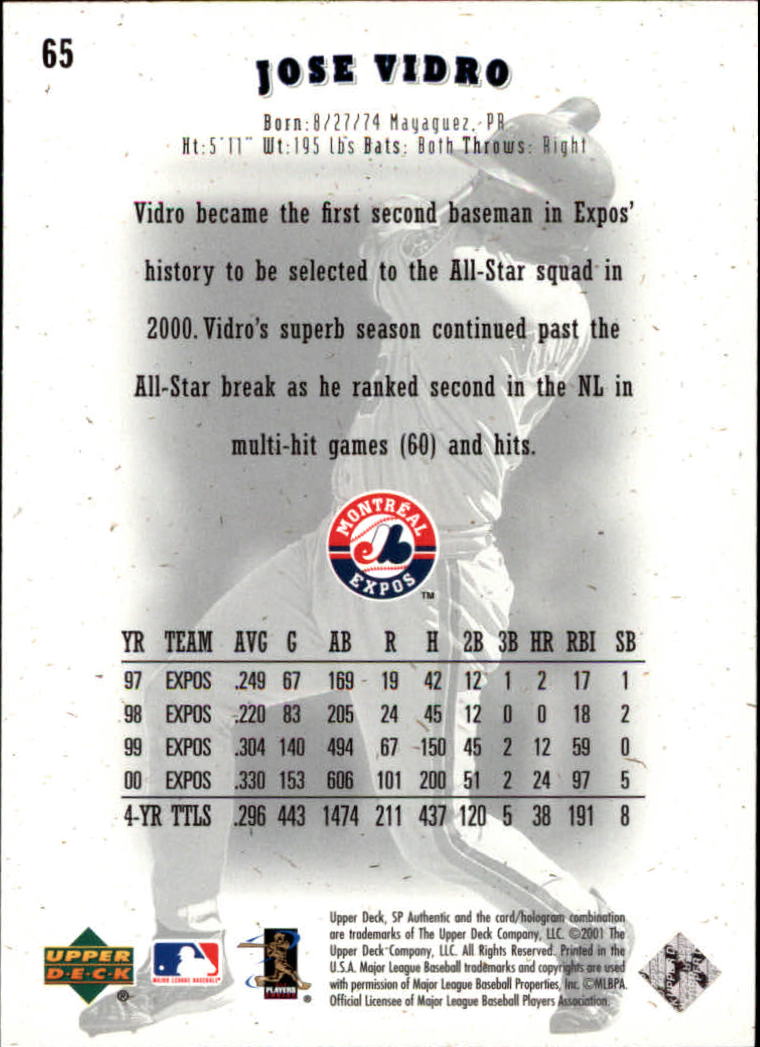 65
JOSE VIDRO
Born:8/27/74 Mayaguez, PR
Ht:5'11" Wt:195 lbs Bats: Both Throws: Right
Vidro became the first second baseman in Expos'
history to be selected to the All-Star squad in
2000. Vidro's superb season continued past the
All-Star break as he ranked second in the NL in
multi-hit games (60) and hits.
MONTRÉAL
EXPOS
TM
YR TEAM AVG G AB R H 2B 3B HR RBI SB
97 EXPOS .249 67 169 19 42 12 1 2 17 1
98 EXPOS .220 83 205 24 45 12 0 0 18 2
99 EXPOS .304 140 494 67 150 45 2 12 59 0
00 EXPOS .330 153 606 101 200 51 2 24 97 5
4-YR TTLS .296 443 1474 211 437 120 5 38 191 8
Upper Deck, SP Authentic and the card/hologram combination
are trademarks of The Upper Deck Company, LLC. ©2001 The
Upper Deck Company, LLC. All Rights Reserved. Printed in the
U.S.A. Major League Baseball trademarks and copyrights are used
with permission of Major League Baseball Properties, Inc. ©MLBPA.
Official Licensee of Major League Baseball Players Association.
UPPER
D·E·C·K
®
MAJOR LEAGUE BASEBALL
PLAYERS
CHOICE
®
UPPER